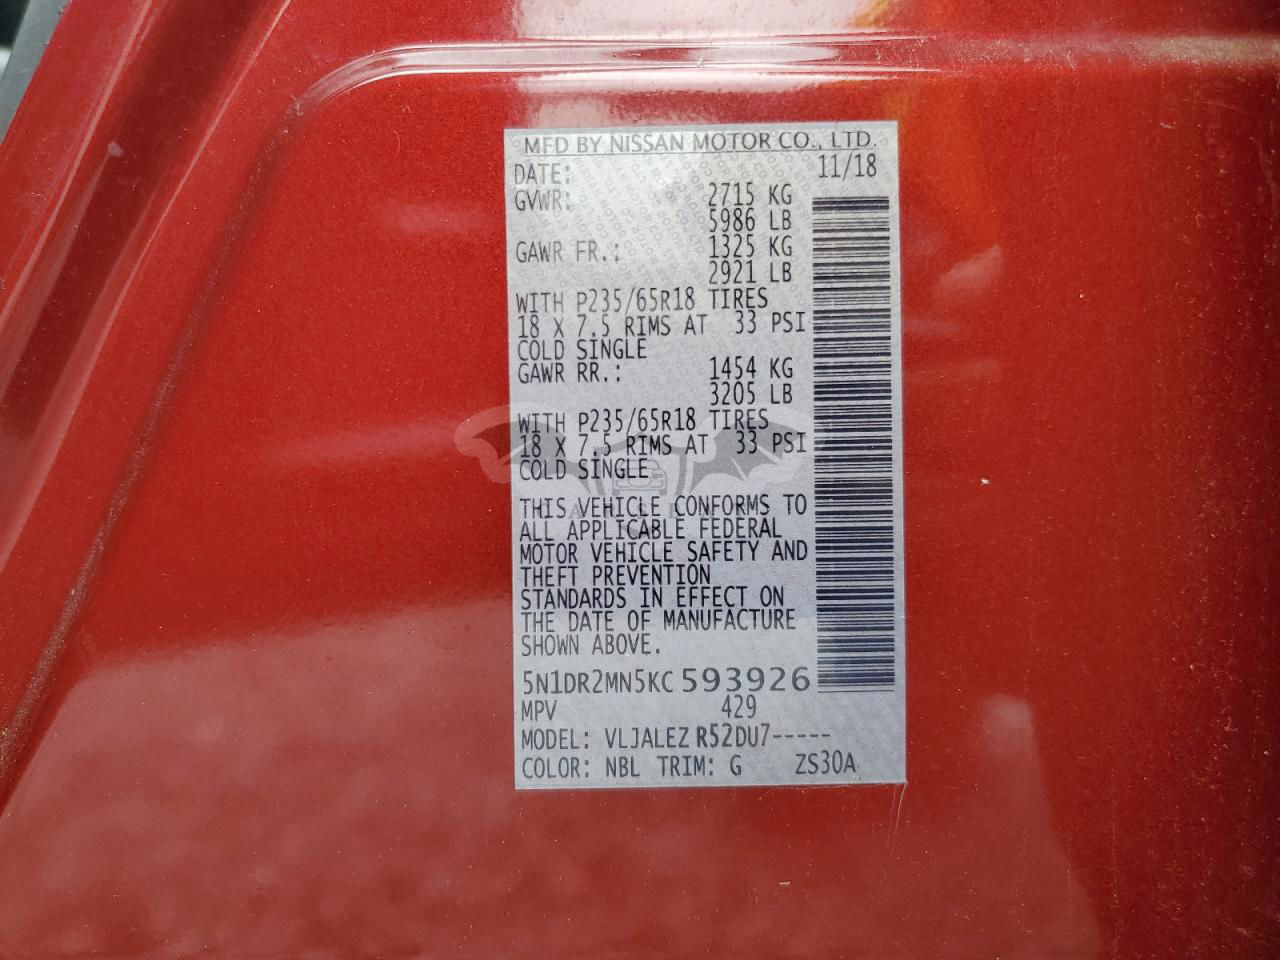 MFD BY NISSAN MOTOR CO., LTD.
DATE: 11/18
GVWR: 2715 KG
5986 LB
GAWR FR.: 1325 KG
2921 LB
WITH P235/65R18 TIRES
18 X 7.5 RIMS AT 33 PSI
COLD SINGLE
GAWR RR.: 1454 KG
3205 LB
WITH P235/65R18 TIRES
18 X 7.5 RIMS AT 33 PSI
COLD SINGLE
THIS VEHICLE CONFORMS TO
ALL APPLICABLE FEDERAL
MOTOR VEHICLE SAFETY AND
THEFT PREVENTION
STANDARDS IN EFFECT ON
THE DATE OF MANUFACTURE
SHOWN ABOVE.
5N1DR2MN5KC 593926
MPV 429
MODEL: VLJALEZ R52DU7-----
COLOR: NBL TRIM: G ZS30A